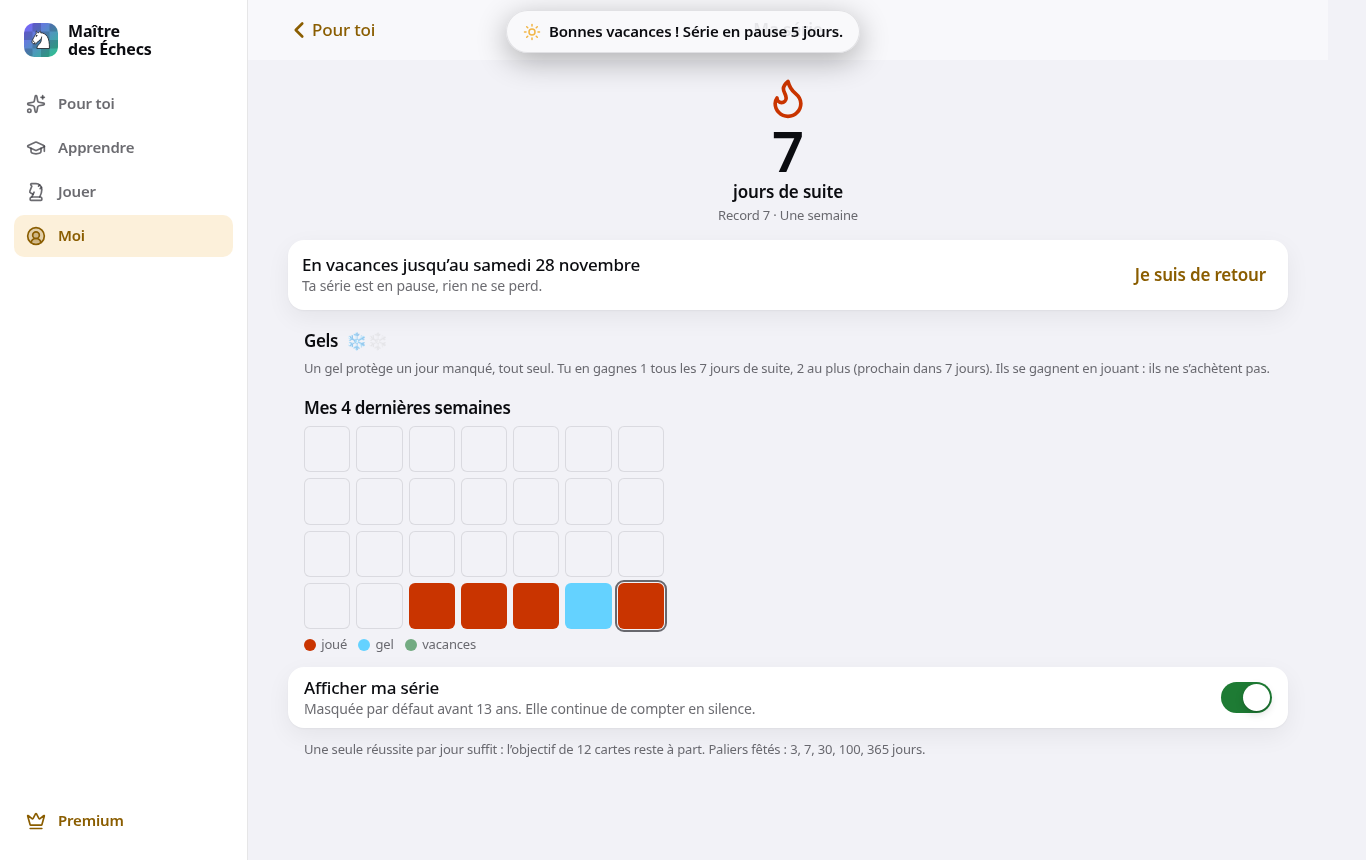 Maître
des Échecs
Pour toi
Apprendre
Jouer
Moi
Premium
Pour toi
Bonnes vacances ! Série en pause 5 jours.
7
jours de suite
Record 7 · Une semaine
En vacances jusqu’au samedi 28 novembre
Ta série est en pause, rien ne se perd.
Je suis de retour
Gels
Un gel protège un jour manqué, tout seul. Tu en gagnes 1 tous les 7 jours de suite, 2 au plus (prochain dans 7 jours). Ils se gagnent en jouant : ils ne s’achètent pas.
Mes 4 dernières semaines
joué gel vacances
Afficher ma série
Masquée par défaut avant 13 ans. Elle continue de compter en silence.
Une seule réussite par jour suffit : l’objectif de 12 cartes reste à part. Paliers fêtés : 3, 7, 30, 100, 365 jours.